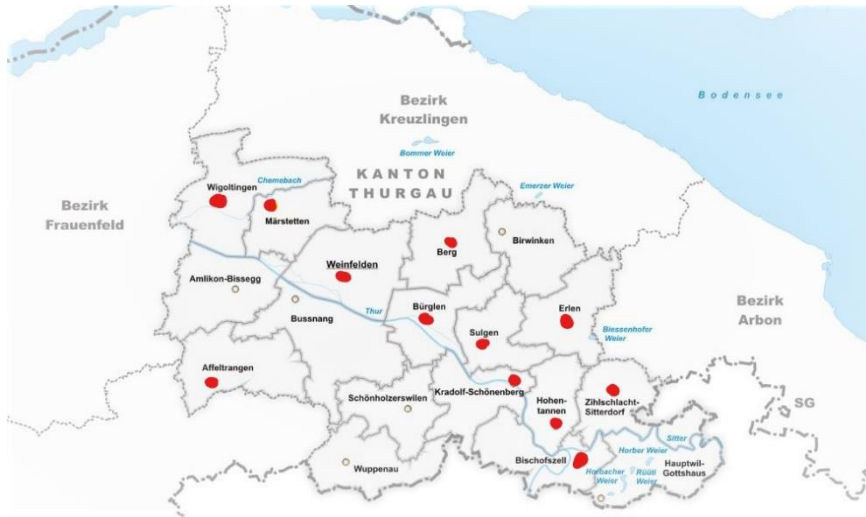 Bodensee
Bezirk
Kreuzlingen
Bommer Weier
KANTON
THURGAU
Chemebach
Wigoltingen
Märstetten
Emerzer Weier
Bezirk
Frauenfeld
Berg
Birwinken
Weinfelden
Amlikon-Bissegg
Bussnang
Thur
Bürglen
Sulgen
Erlen
Biessenhofer
Weier
Bezirk
Arbon
Affeltrangen
Schönholzerswilen
Kradolf-Schönenberg
Hohen-
tannen
Zihlschlacht-
Sitterdorf
SG
Wuppenau
Bischofszell
Sitter
Horber Weier
Horbacher
Weier
Rüüti
Weier
Hauptwil-
Gottshaus